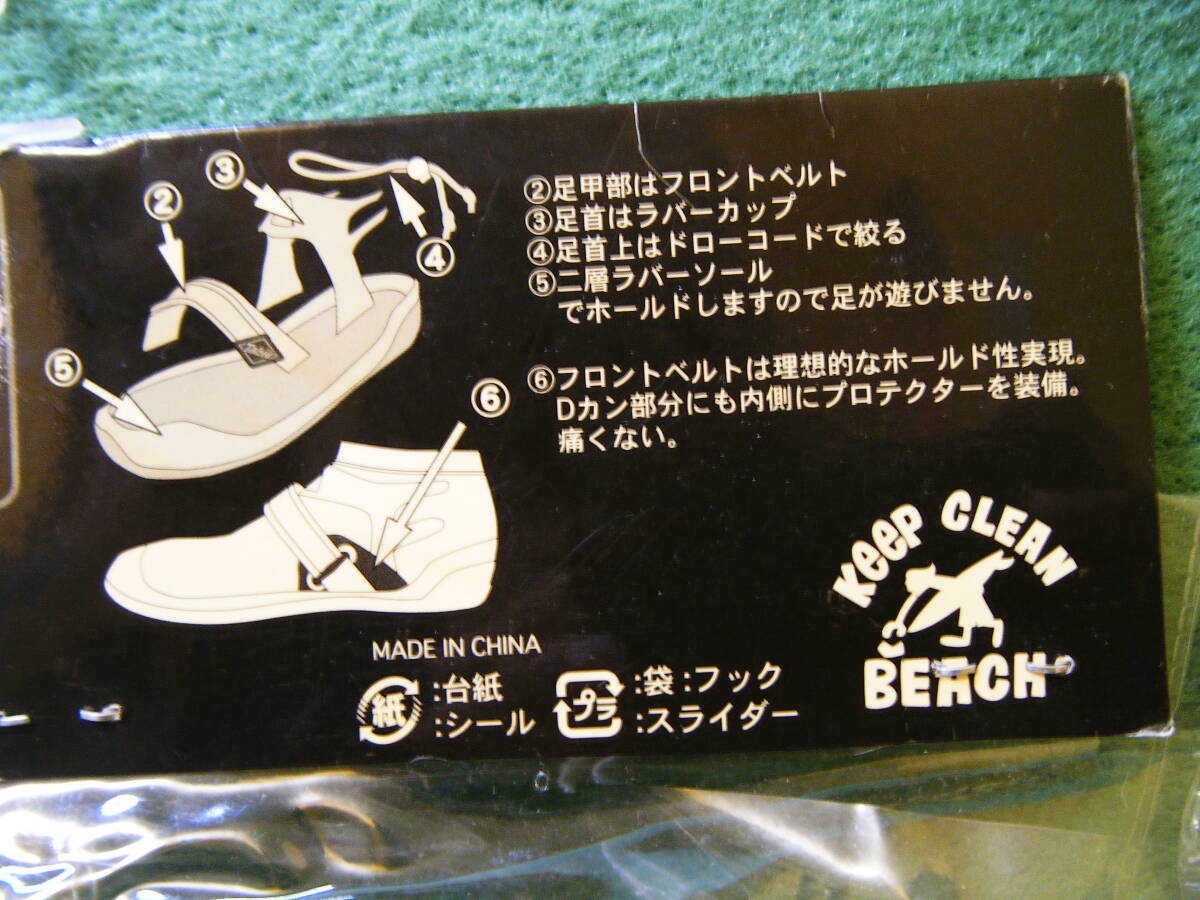 ③
②
④
⑤
⑥
②足甲部はフロントベルト
③足首はラバーカップ
④足首上はドローコードで絞る
⑤二層ラバーソール
でホールドしますので足が遊びません。
⑥フロントベルトは理想的なホールド性実現。
Dカン部分にも内側にプロテクターを装備。
痛くない。
KEEP CLEAN
BEACH
MADE IN CHINA
紙 :台紙
:シール
プラ :袋 :フック
:スライダー